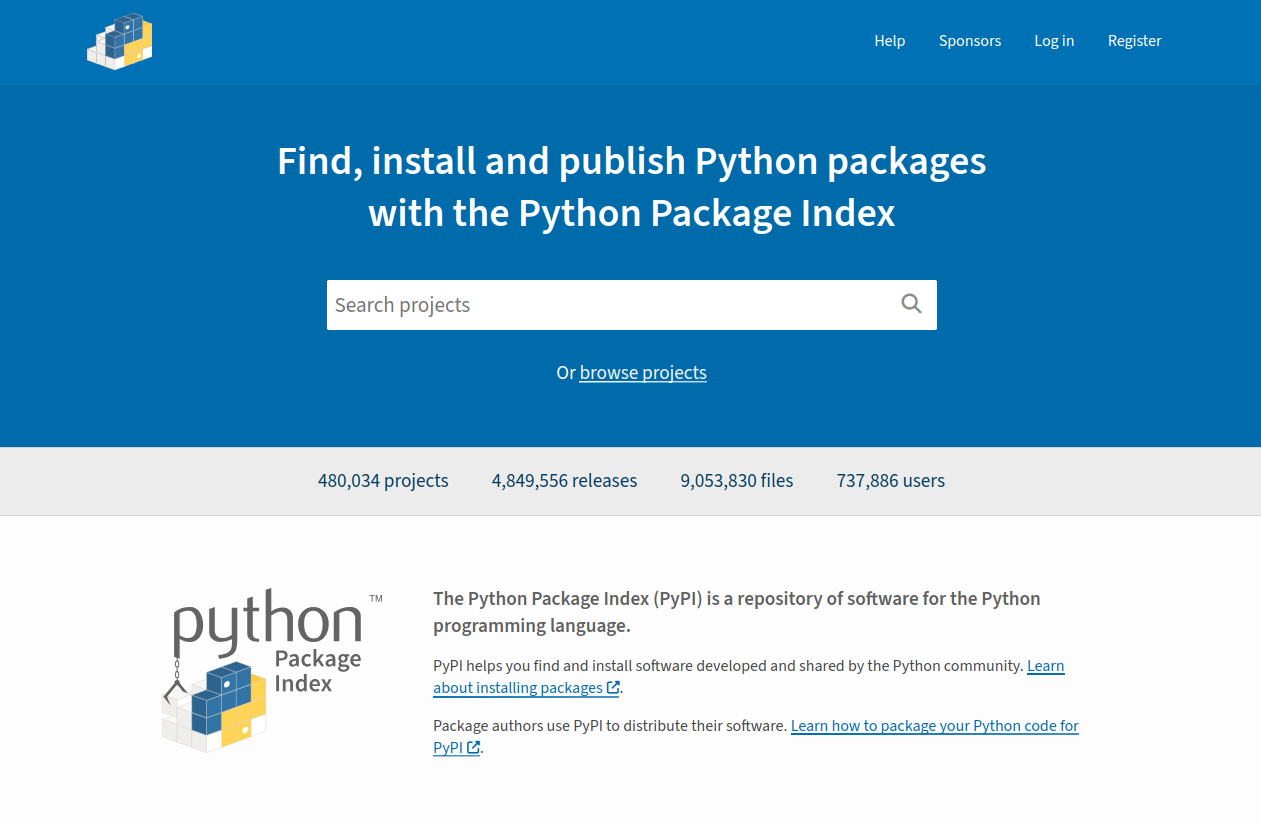 Help Sponsors Log in Register
Find, install and publish Python packages
with the Python Package Index
Search projects
Or browse projects
480,034 projects 4,849,556 releases 9,053,830 files 737,886 users
python™
Package
Index
The Python Package Index (PyPI) is a repository of software for the Python
programming language.
PyPI helps you find and install software developed and shared by the Python community. Learn
about installing packages.
Package authors use PyPI to distribute their software. Learn how to package your Python code for
PyPI.